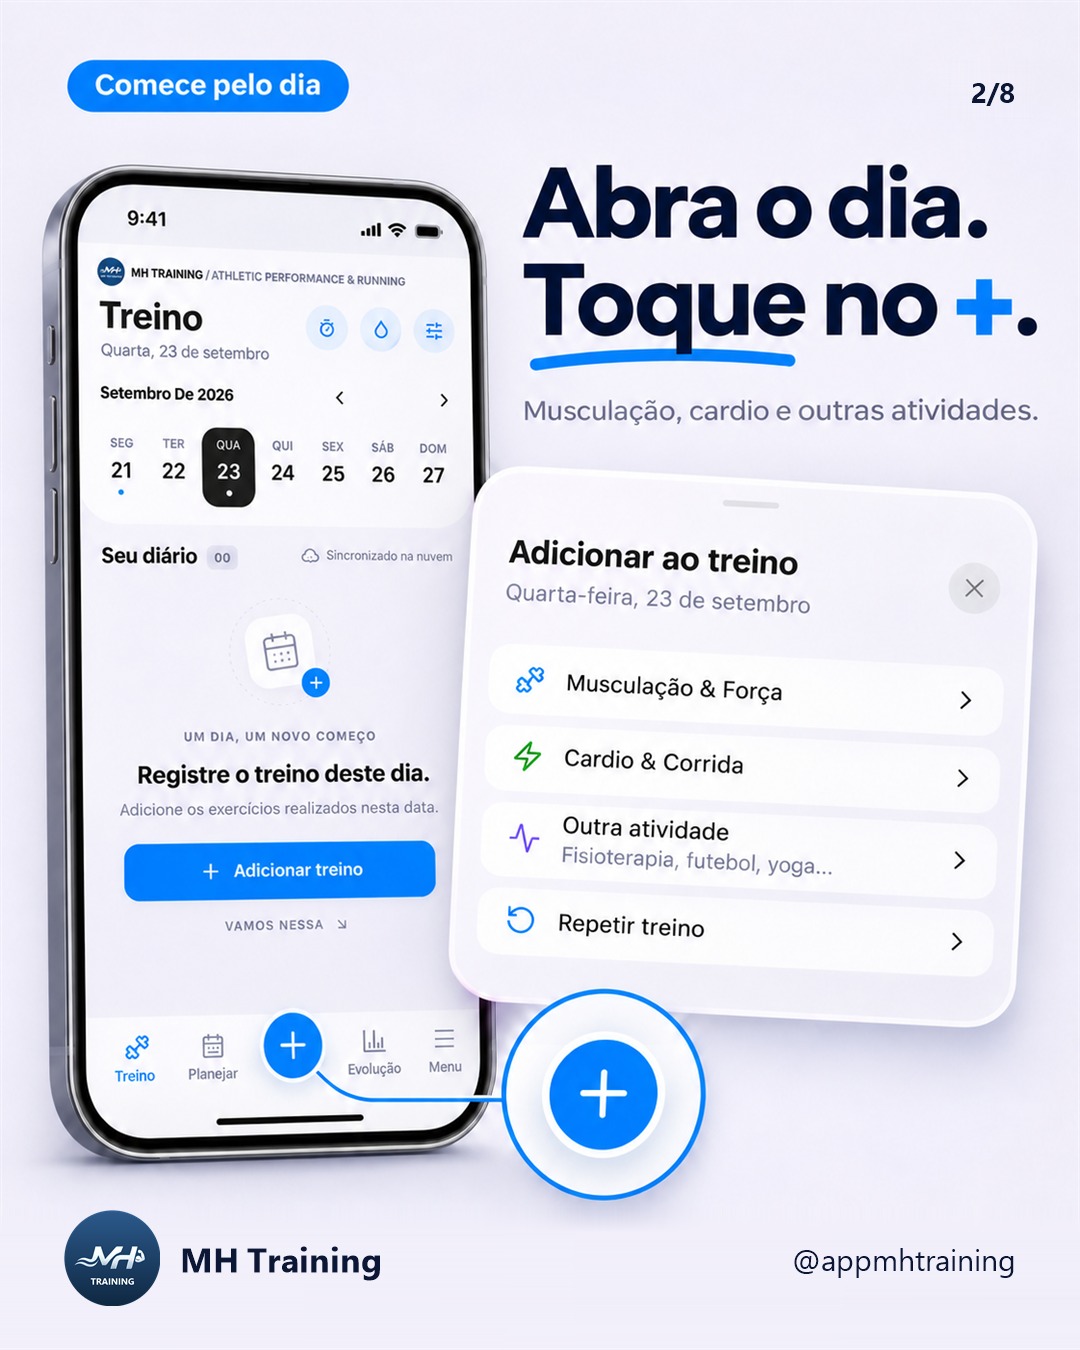 Comece pelo dia
2/8
Abra o dia.
Toque no +.
Musculação, cardio e outras atividades.
9:41
MH TRAINING / ATHLETIC PERFORMANCE & RUNNING
Treino
Quarta, 23 de setembro
Setembro De 2026
SEG TER QUA QUI SEX SÁB DOM
21 22 23 24 25 26 27
Seu diário 00 Sincronizado na nuvem
UM DIA, UM NOVO COMEÇO
Registre o treino deste dia.
Adicione os exercícios realizados nesta data.
+ Adicionar treino
VAMOS NESSA
Treino Planejar Evolução Menu
Adicionar ao treino
Quarta-feira, 23 de setembro
Musculação & Força
Cardio & Corrida
Outra atividade
Fisioterapia, futebol, yoga...
Repetir treino
MH
TRAINING
MH Training
@appmhtraining